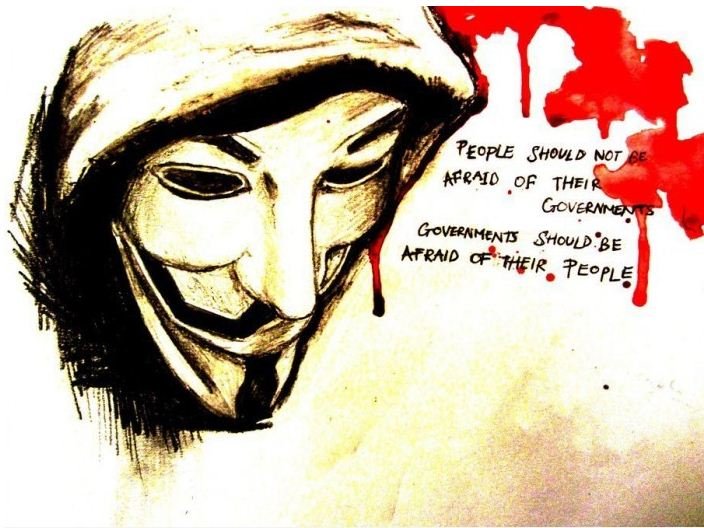 PEOPLE SHOULD NOT BE
AFRAID OF THEIR
GOVERNMENTS
GOVERNMENTS SHOULD BE
AFRAID OF THEIR PEOPLE